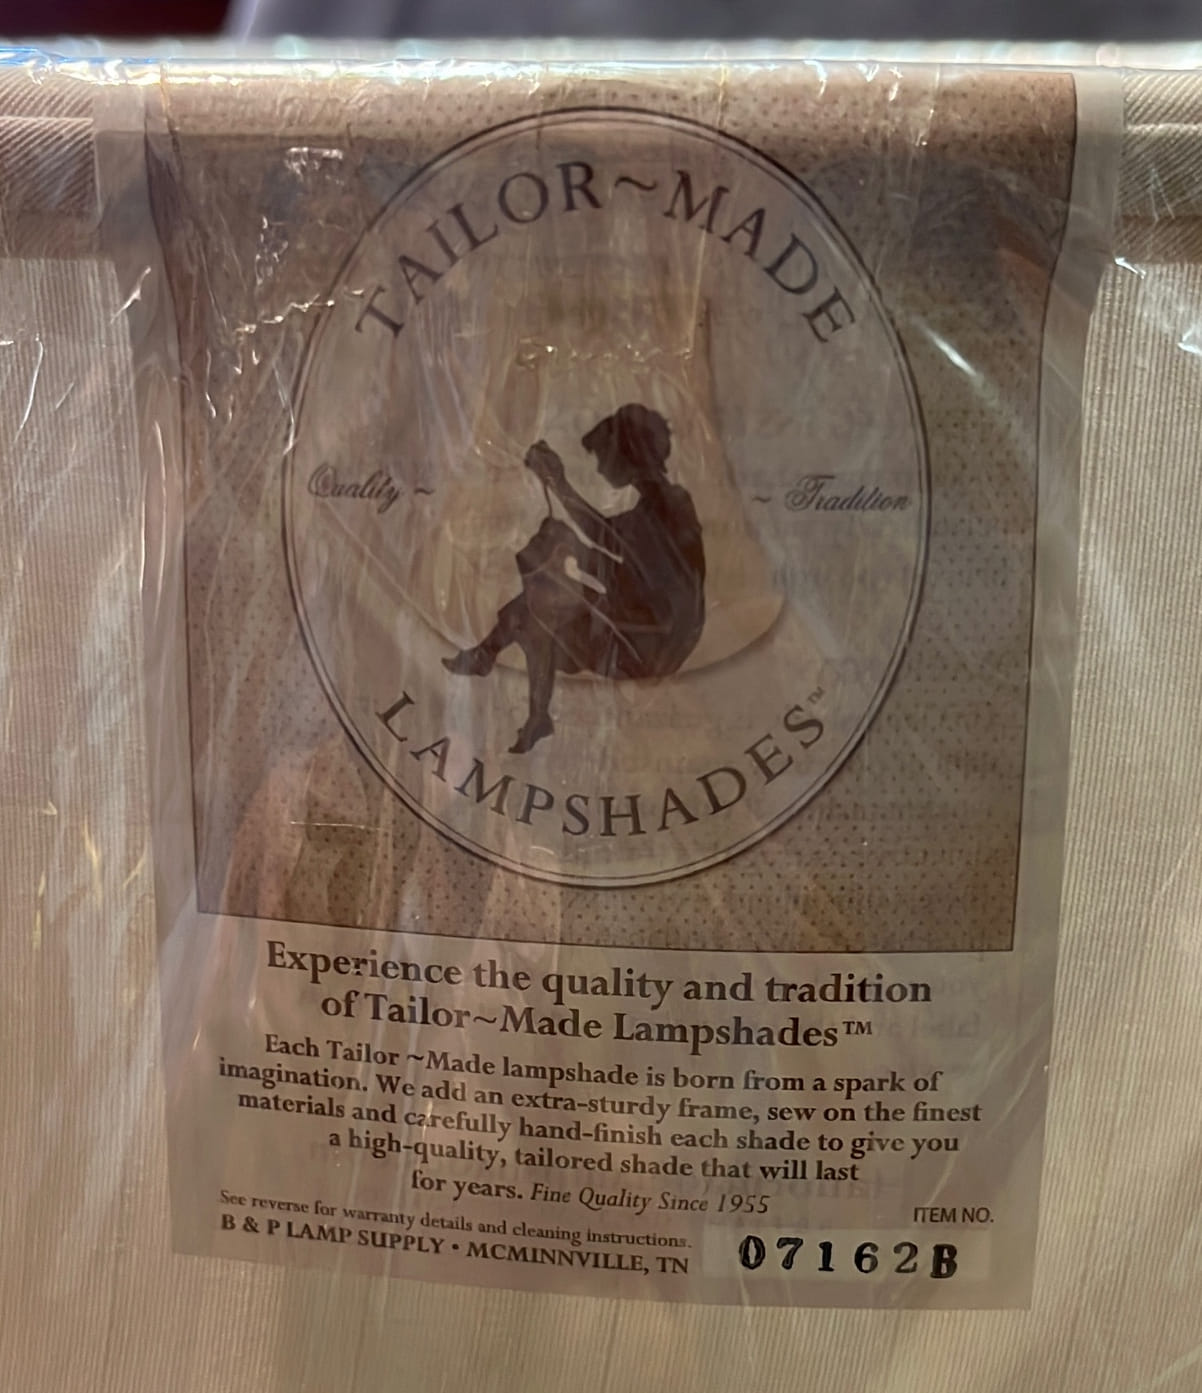 TAILOR~MADE
Quality ~
~ Tradition
LAMPSHADES™
Experience the quality and tradition
of Tailor~Made Lampshades™
Each Tailor ~Made lampshade is born from a spark of
imagination. We add an extra-sturdy frame, sew on the finest
materials and carefully hand-finish each shade to give you
a high-quality, tailored shade that will last
for years. Fine Quality Since 1955
See reverse for warranty details and cleaning instructions.
B & P LAMP SUPPLY • MCMINNVILLE, TN
ITEM NO.
07162B